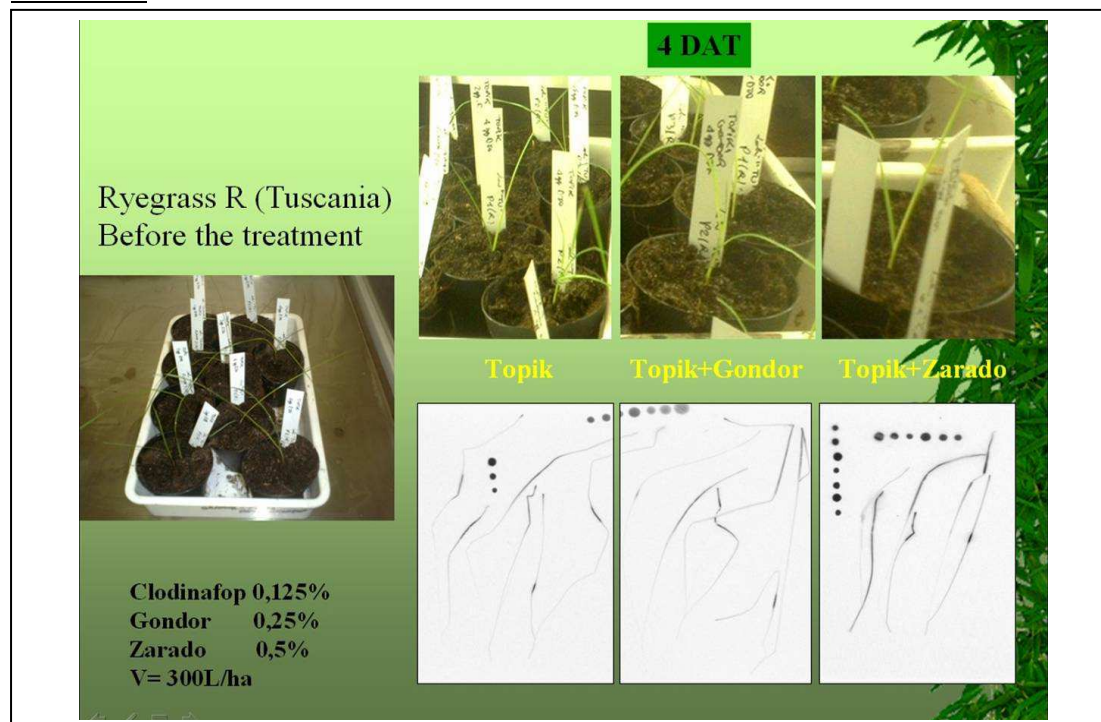 4 DAT
Ryegrass R (Tuscania)
Before the treatment
Topik
Topik+Gondor
Topik+Zarado
Clodinafop 0,125%
Gondor 0,25%
Zarado 0,5%
V= 300L/ha